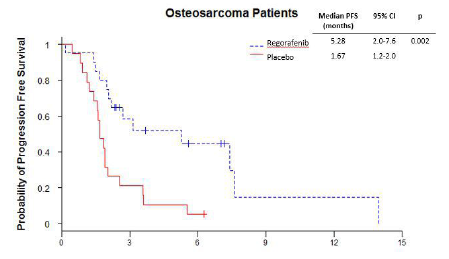 Osteosarcoma Patients
Median PFS (months) 95% CI p
Regorafenib 5.28 2.0-7.6 0.002
Placebo 1.67 1.2-2.0
Probability of Progression Free Survival
1
0.8
0.6
0.4
0.2
0
0 3 6 9 12 15